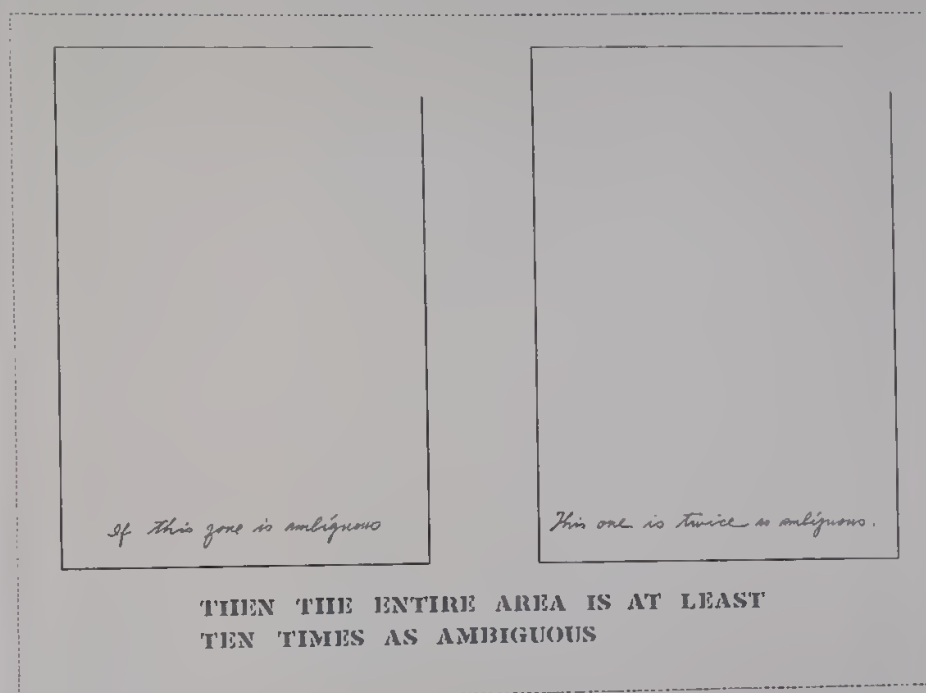 If this zone is ambiguous
This one is twice as ambiguous.
THEN THE ENTIRE AREA IS AT LEAST
TEN TIMES AS AMBIGUOUS